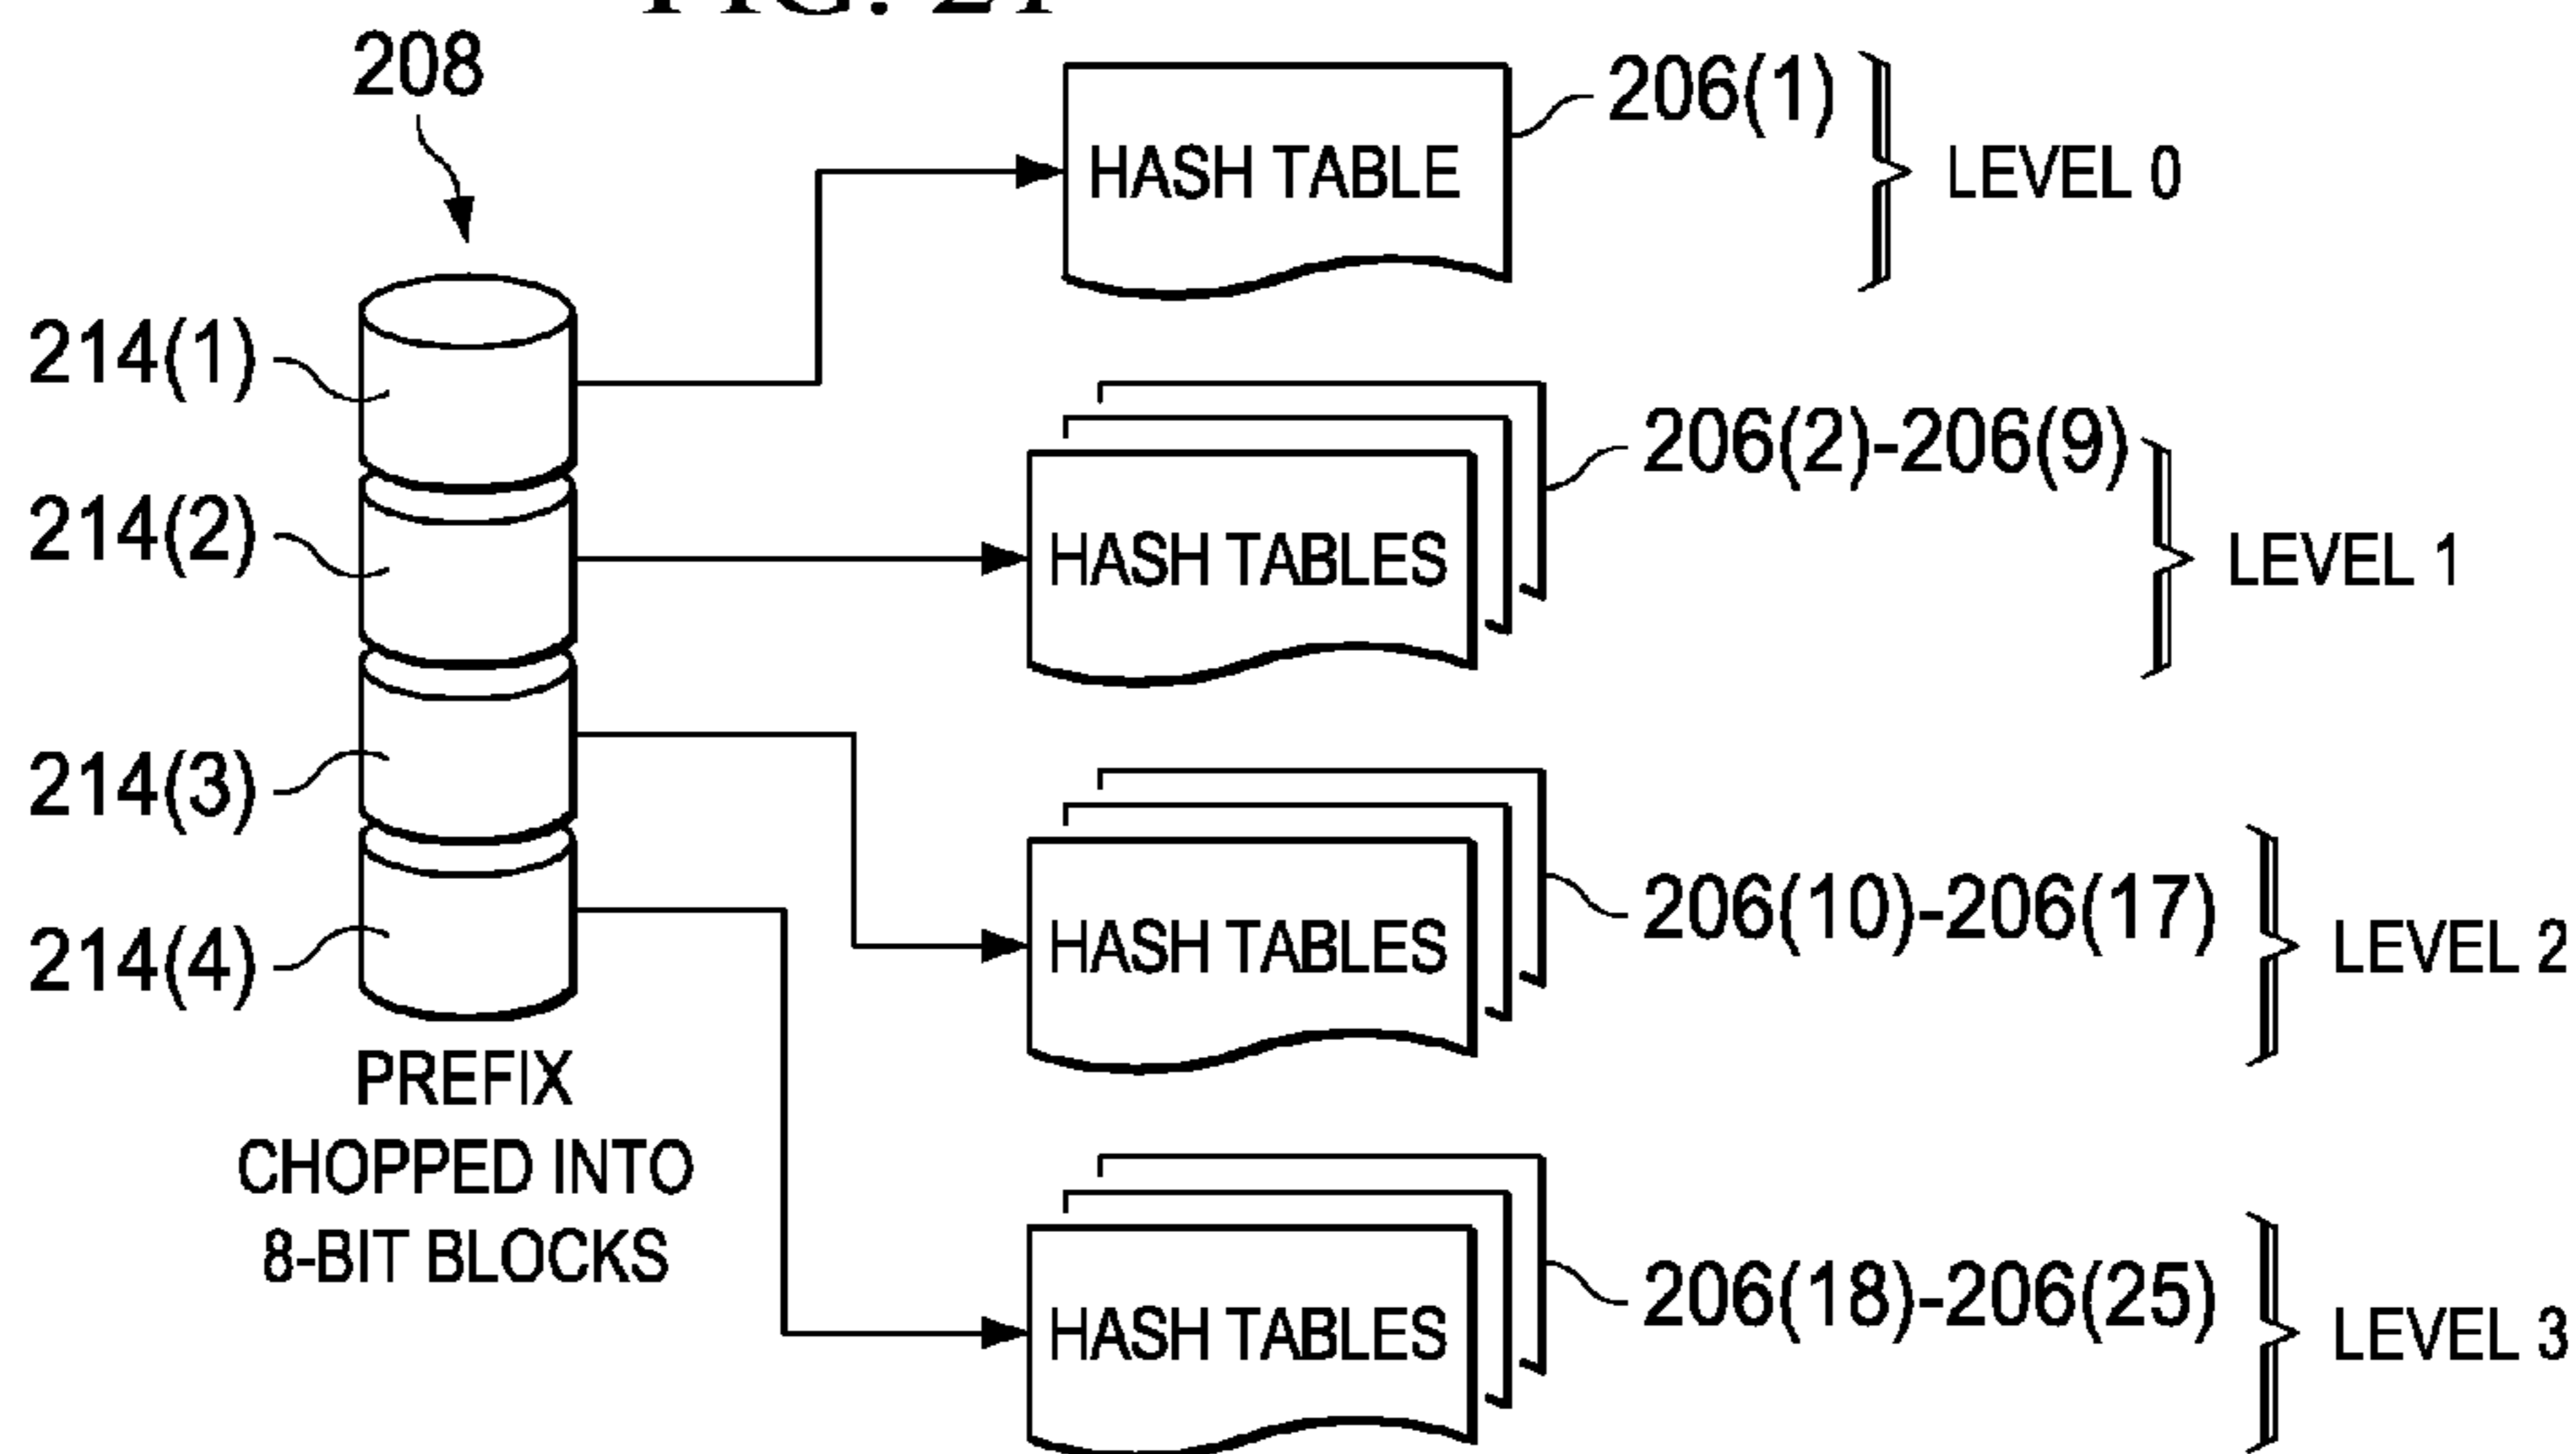 FIG. 21
208
206(1)
HASH TABLE
LEVEL 0
214(1)
206(2)-206(9)
214(2)
HASH TABLES
LEVEL 1
214(3)
206(10)-206(17)
214(4)
HASH TABLES
LEVEL 2
PREFIX
CHOPPED INTO
8-BIT BLOCKS
206(18)-206(25)
HASH TABLES
LEVEL 3